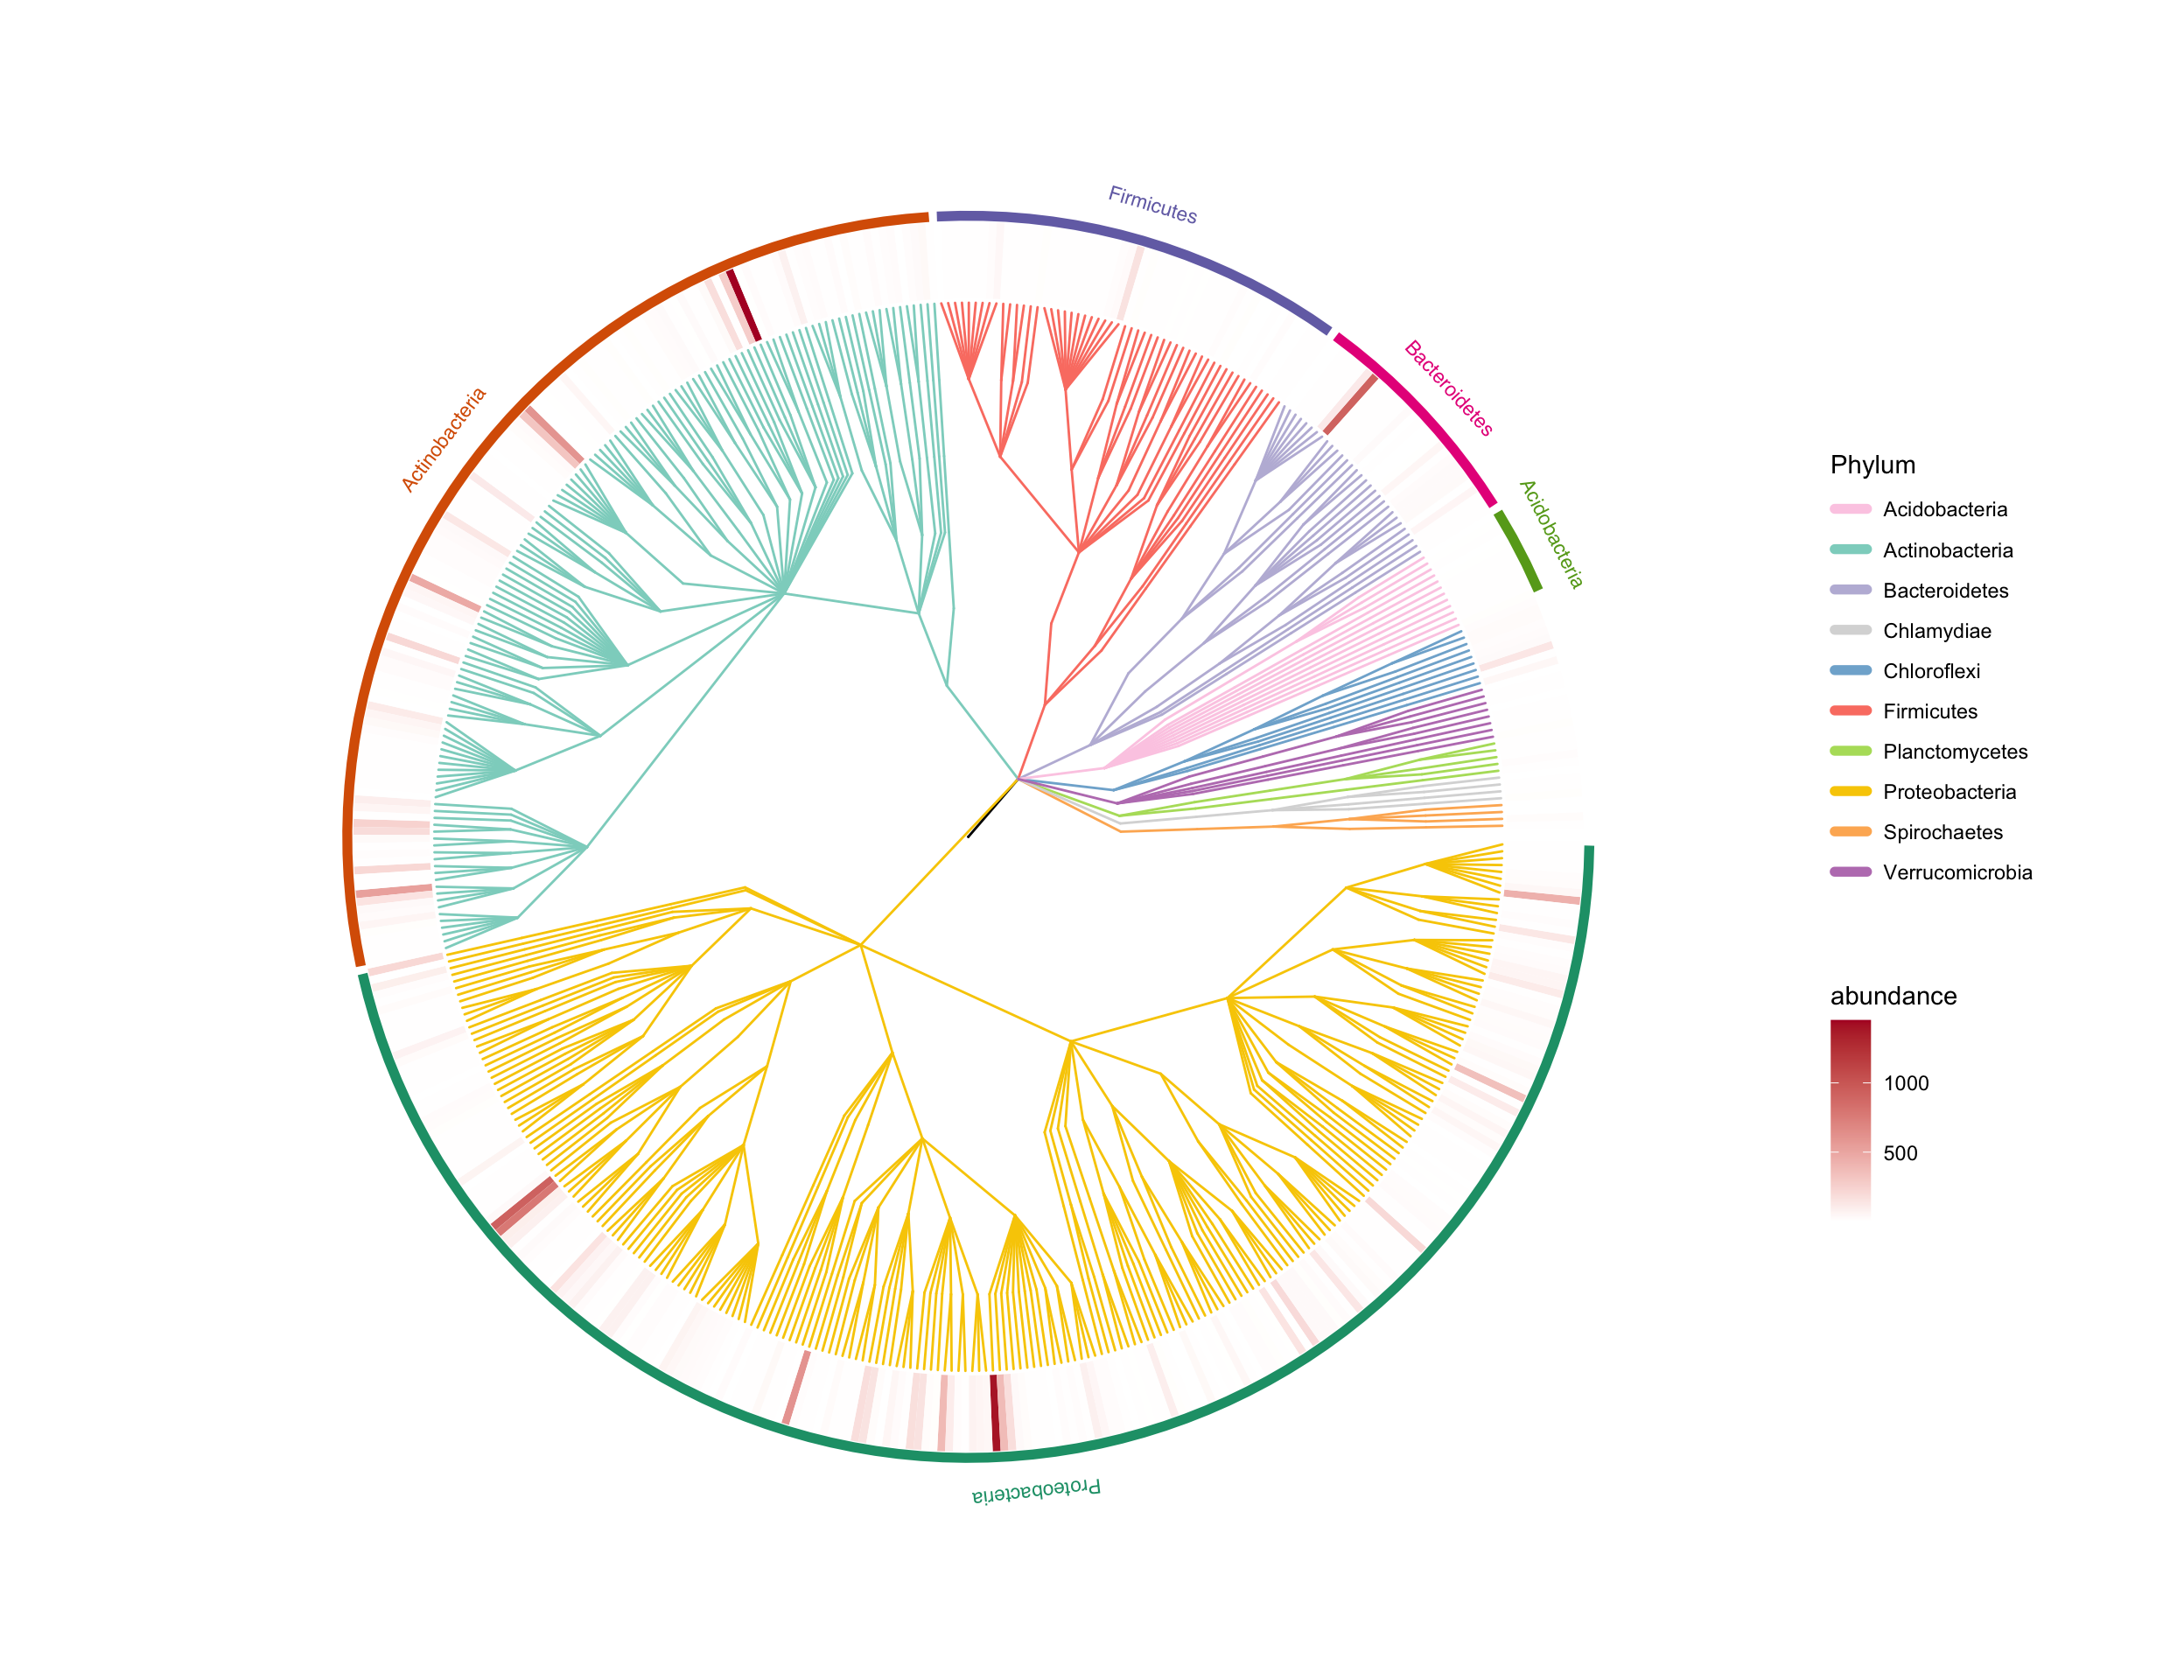 Firmicutes
Bacteroidetes
Actinobacteria
Acidobacteria
Proteobacteria
Phylum
Acidobacteria
Actinobacteria
Bacteroidetes
Chlamydiae
Chloroflexi
Firmicutes
Planctomycetes
Proteobacteria
Spirochaetes
Verrucomicrobia
abundance
1000
500